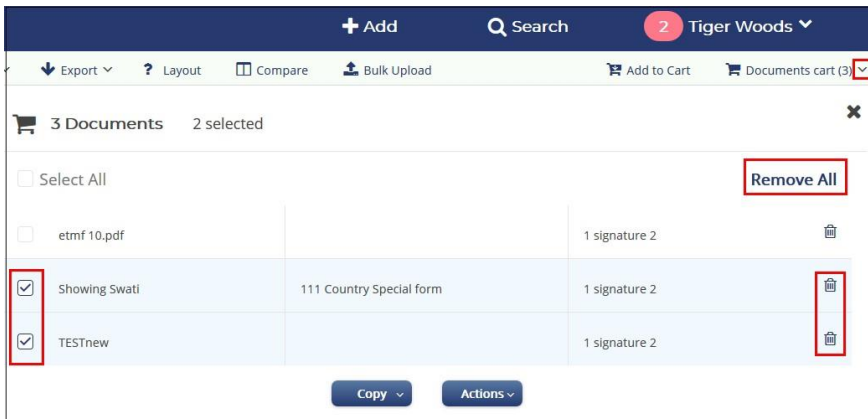 Add Search 2 Tiger Woods
Export ? Layout Compare Bulk Upload Add to Cart Documents cart (3)
3 Documents 2 selected
Select All Remove All
etmf 10.pdf 1 signature 2
Showing Swati 111 Country Special form 1 signature 2
TESTnew 1 signature 2
Copy Actions